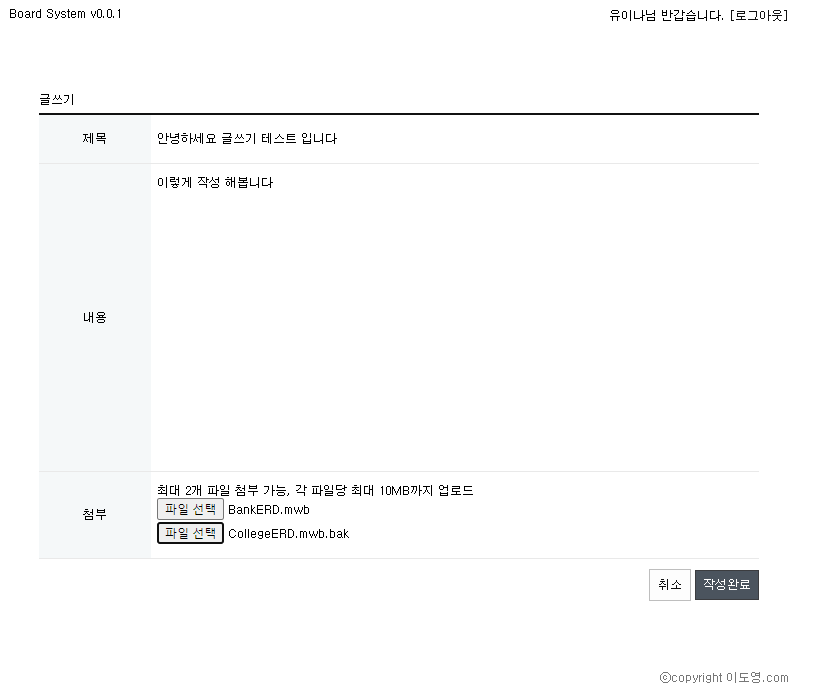 Board System v0.0.1
유이나님 반갑습니다. [로그아웃]
글쓰기
제목
안녕하세요 글쓰기 테스트 입니다
내용
이렇게 작성 해봅니다
첨부
최대 2개 파일 첨부 가능, 각 파일당 최대 10MB까지 업로드
파일 선택 BankERD.mwb
파일 선택 CollegeERD.mwb.bak
취소 작성완료
ⓒcopyright 이도영.com